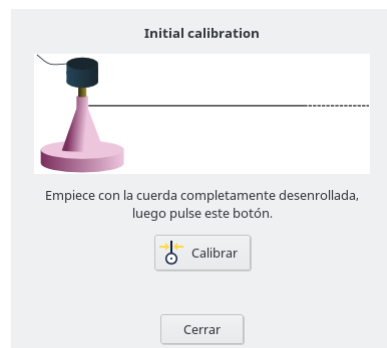 Initial calibration
Empiece con la cuerda completamente desenrollada,
luego pulse este botón.
Calibrar
Cerrar